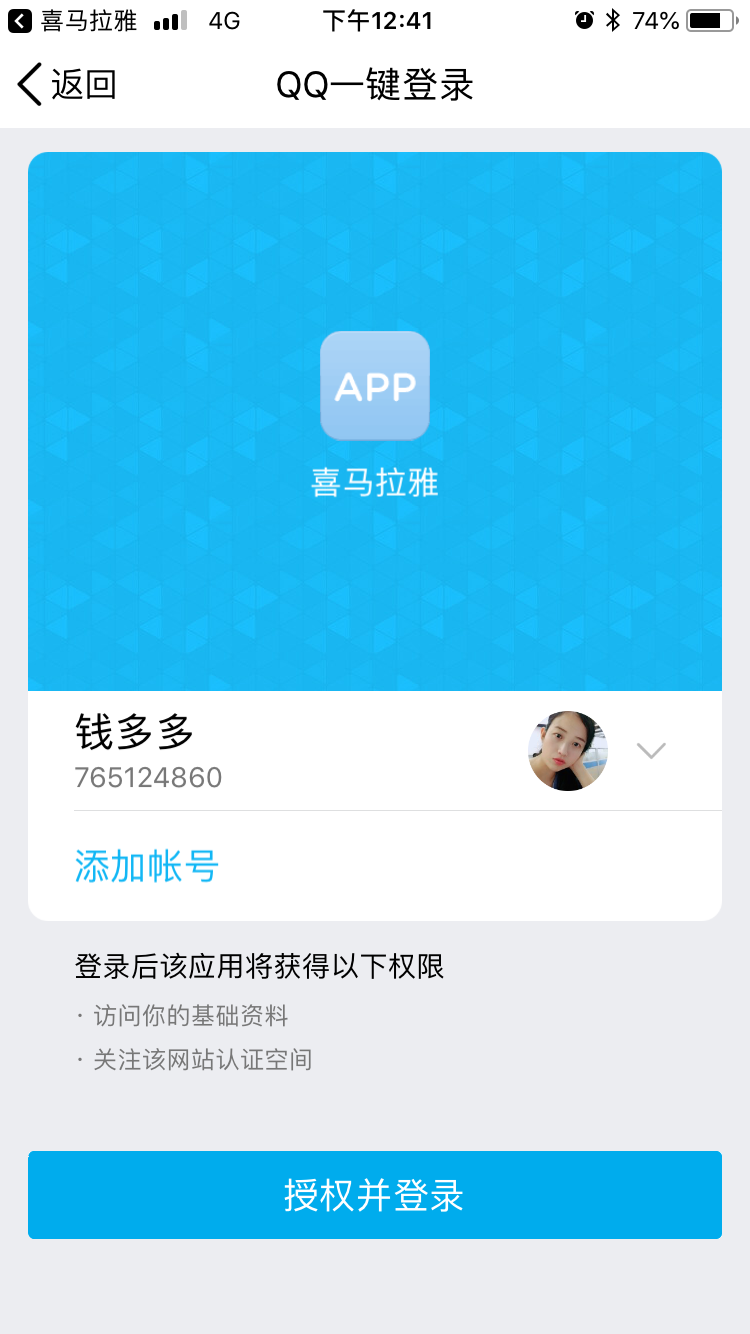 喜马拉雅 4G 下午12:41 74%
返回 QQ一键登录
APP
喜马拉雅
钱多多
765124860
添加帐号
登录后该应用将获得以下权限
· 访问你的基础资料
· 关注该网站认证空间
授权并登录